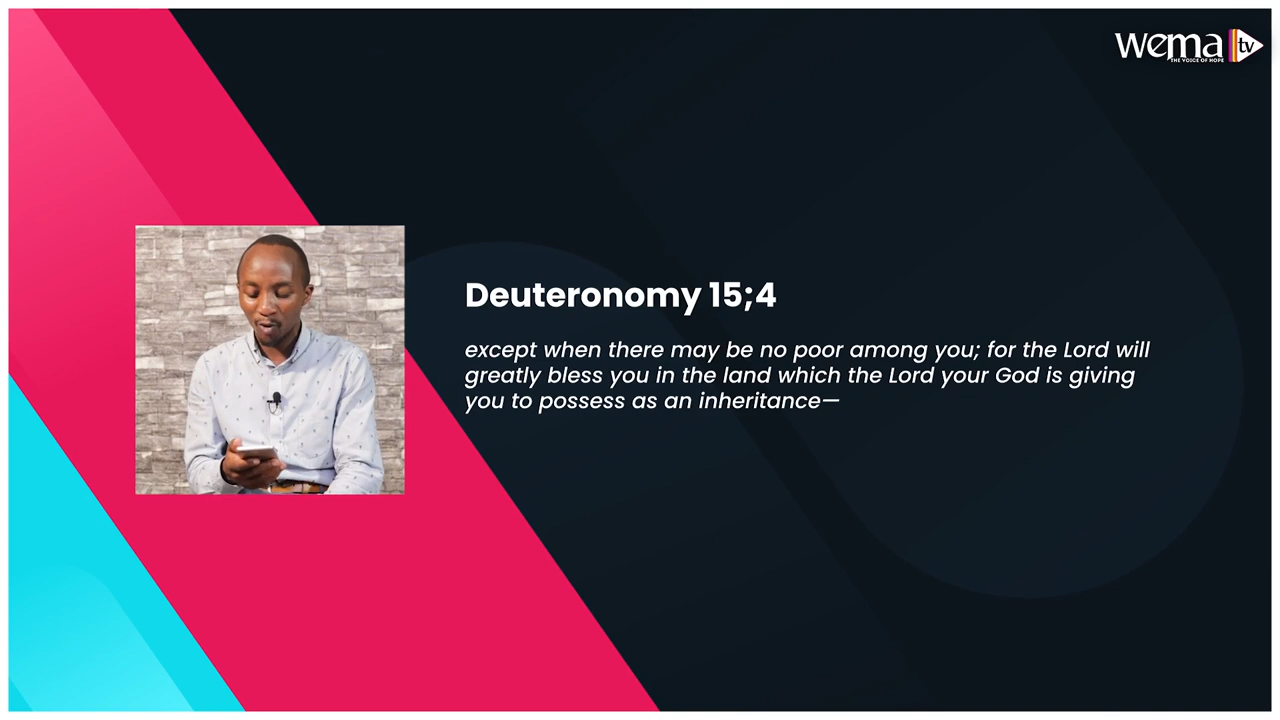 wema tv
THE VOICE OF HOPE
Deuteronomy 15;4
except when there may be no poor among you; for the Lord will
greatly bless you in the land which the Lord your God is giving
you to possess as an inheritance—